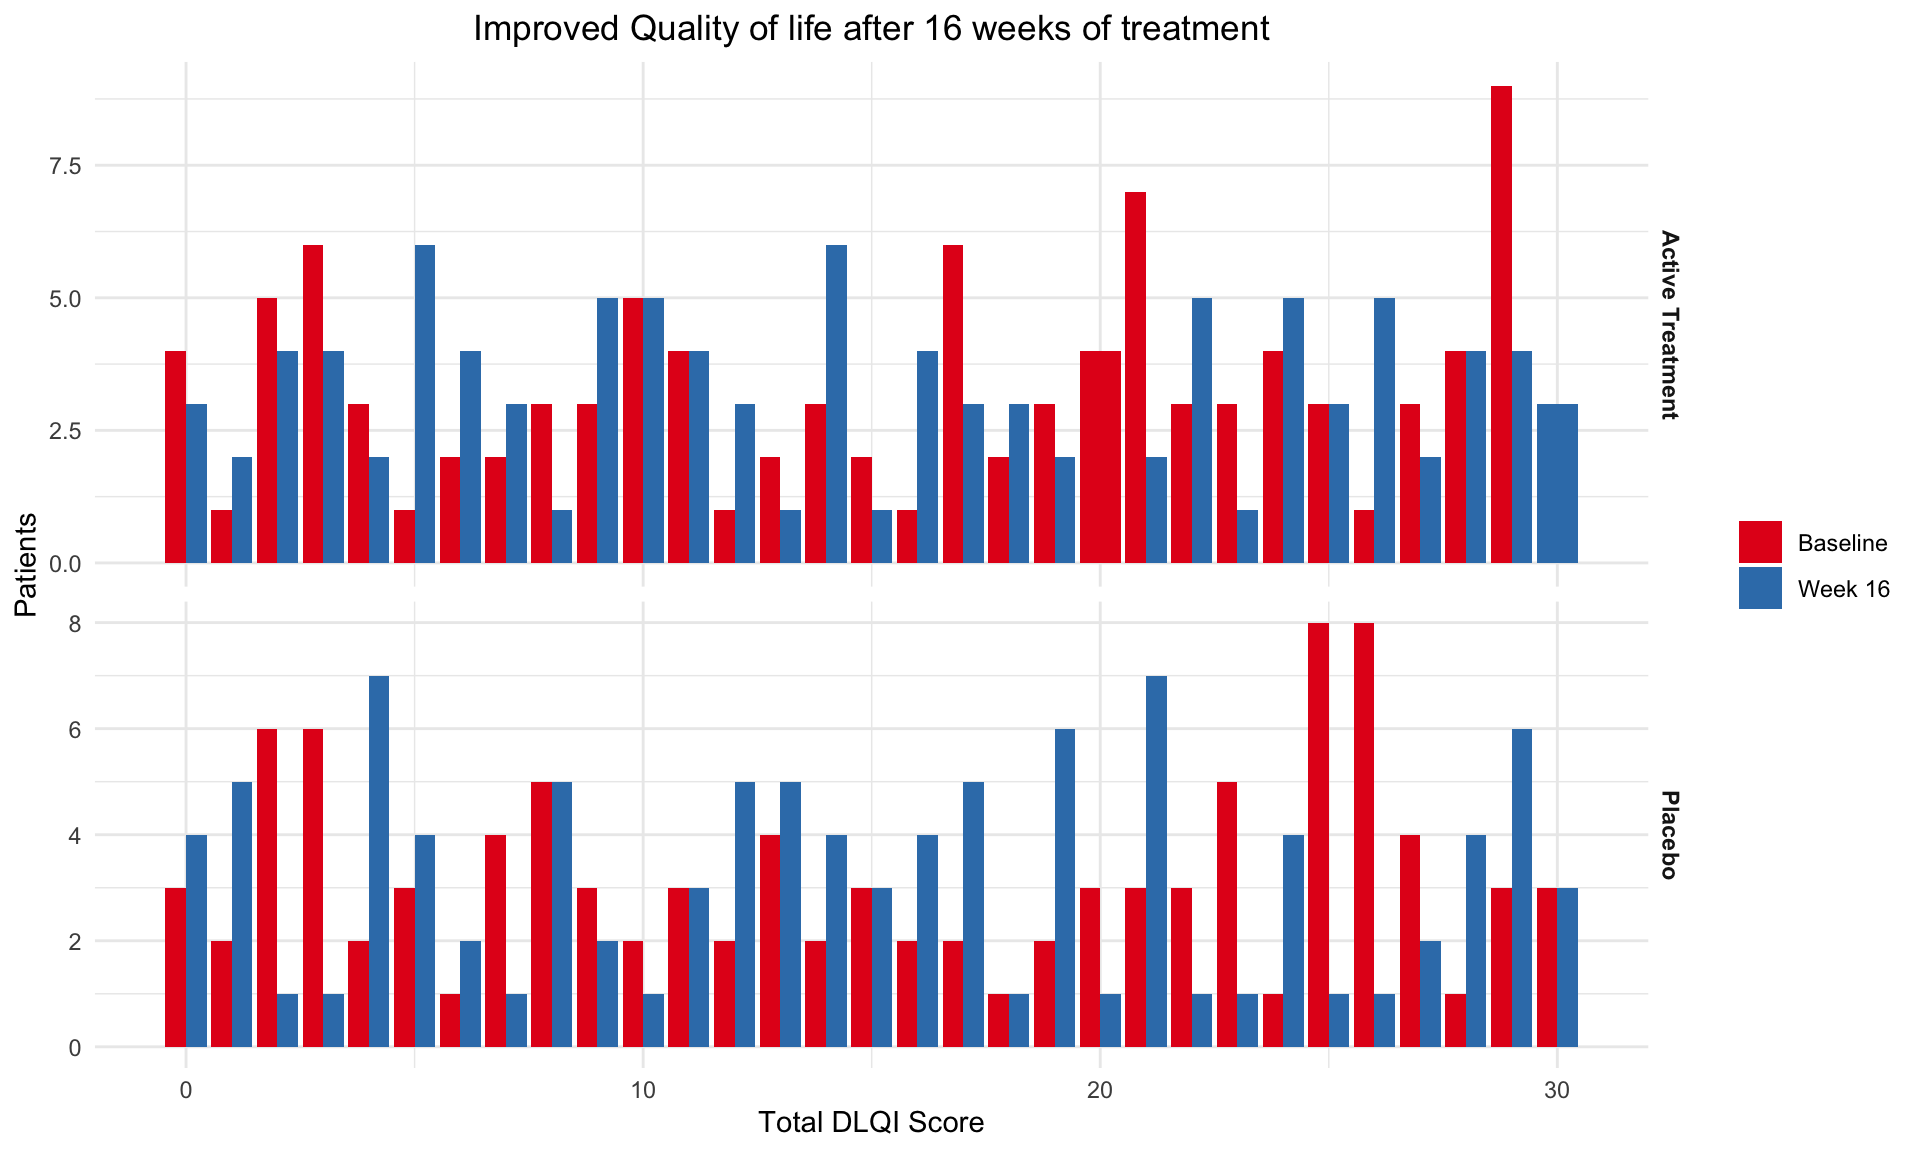 Improved Quality of life after 16 weeks of treatment
7.5
5.0
2.5
0.0
Active Treatment
Patients
Baseline
Week 16
8
6
4
2
0
Placebo
0 10 20 30
Total DLQI Score